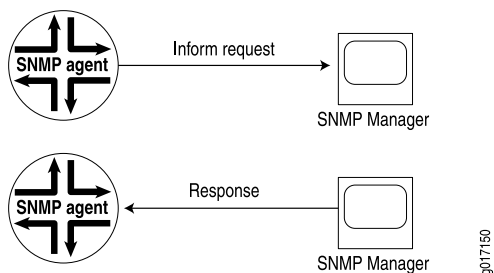 SNMP agent
Inform request
SNMP Manager
SNMP agent
Response
SNMP Manager
g017150